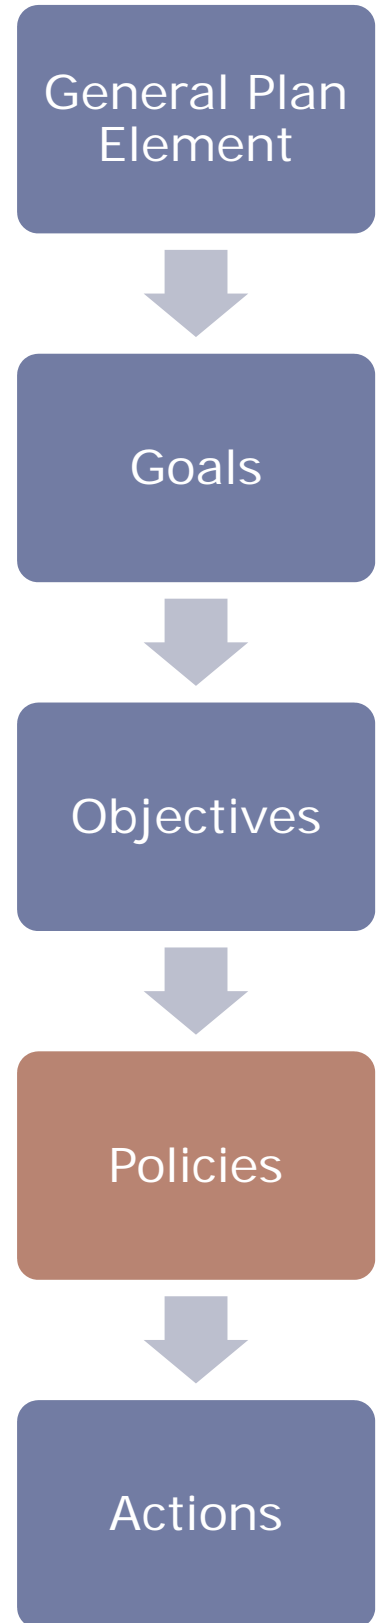 General Plan
Element
Goals
Objectives
Policies
Actions